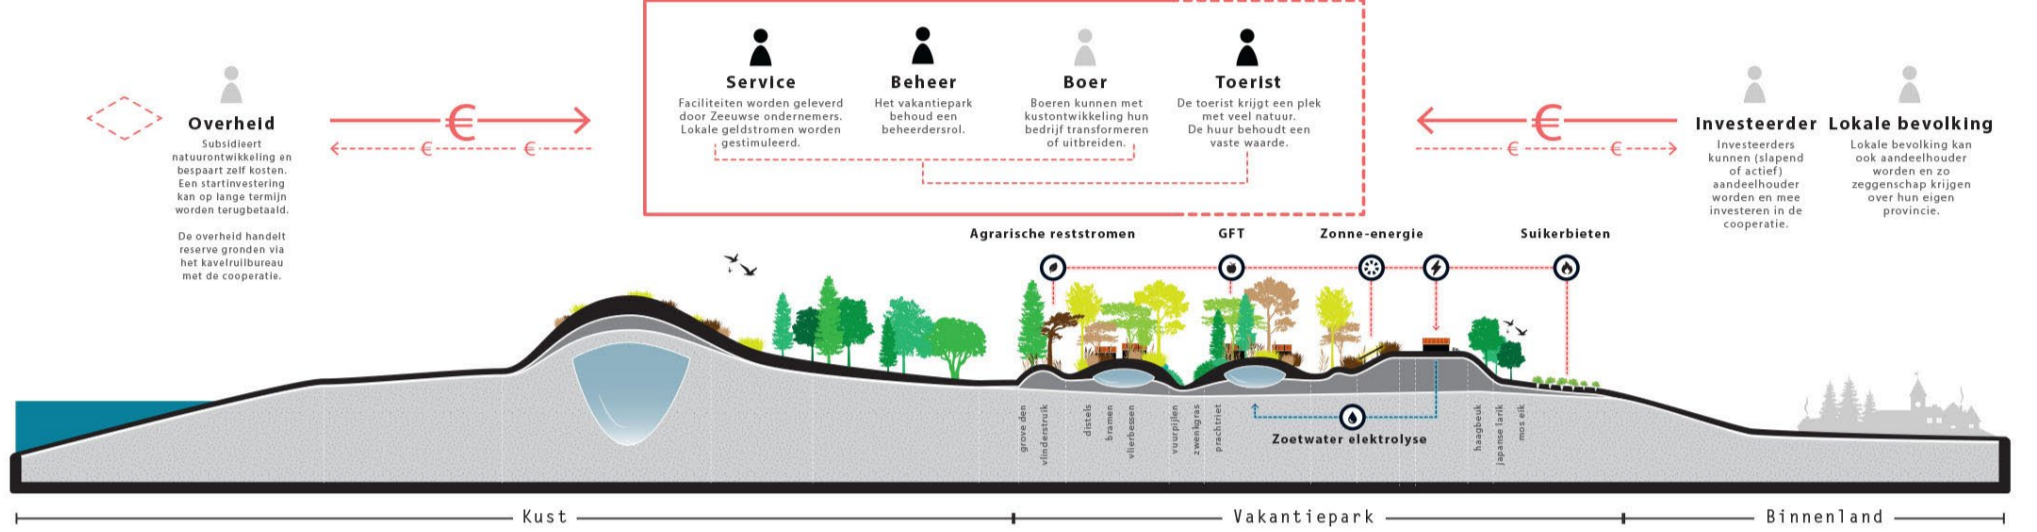 Overheid
Subsidieert
natuurontwikkeling en
bespaart zelf kosten.
Een startinvestering
kan op lange termijn
worden terugbetaald.
De overheid handelt
reserve gronden via
het kavelruilbureau
met de cooperatie.
€
€
€
Service
Faciliteiten worden geleverd
door Zeeuwse ondernemers.
Lokale geldstromen worden
gestimuleerd.
Beheer
Het vakantiepark
behoud een
beheerdersrol.
Boer
Boeren kunnen met
kustontwikkeling hun
bedrijf transformeren
of uitbreiden.
Toerist
De toerist krijgt een plek
met veel natuur.
De huur behoudt een
vaste waarde.
€
€
€
Investeerder
Investeerders
kunnen (slapend
of actief)
aandeelhouder
worden en mee
investeren in de
cooperatie.
Lokale bevolking
Lokale bevolking kan
ook aandeelhouder
worden en zo
zeggenschap krijgen
over hun eigen
provincie.
Agrarische reststromen
GFT
Zonne-energie
Suikerbieten
grove den
vlinderstruik
distels
bramen
vlierbessen
vuurpijlen
zwenkgras
prachtriet
Zoetwater elektrolyse
haagbeuk
japanse larik
mos eik
Kust
Vakantiepark
Binnenland